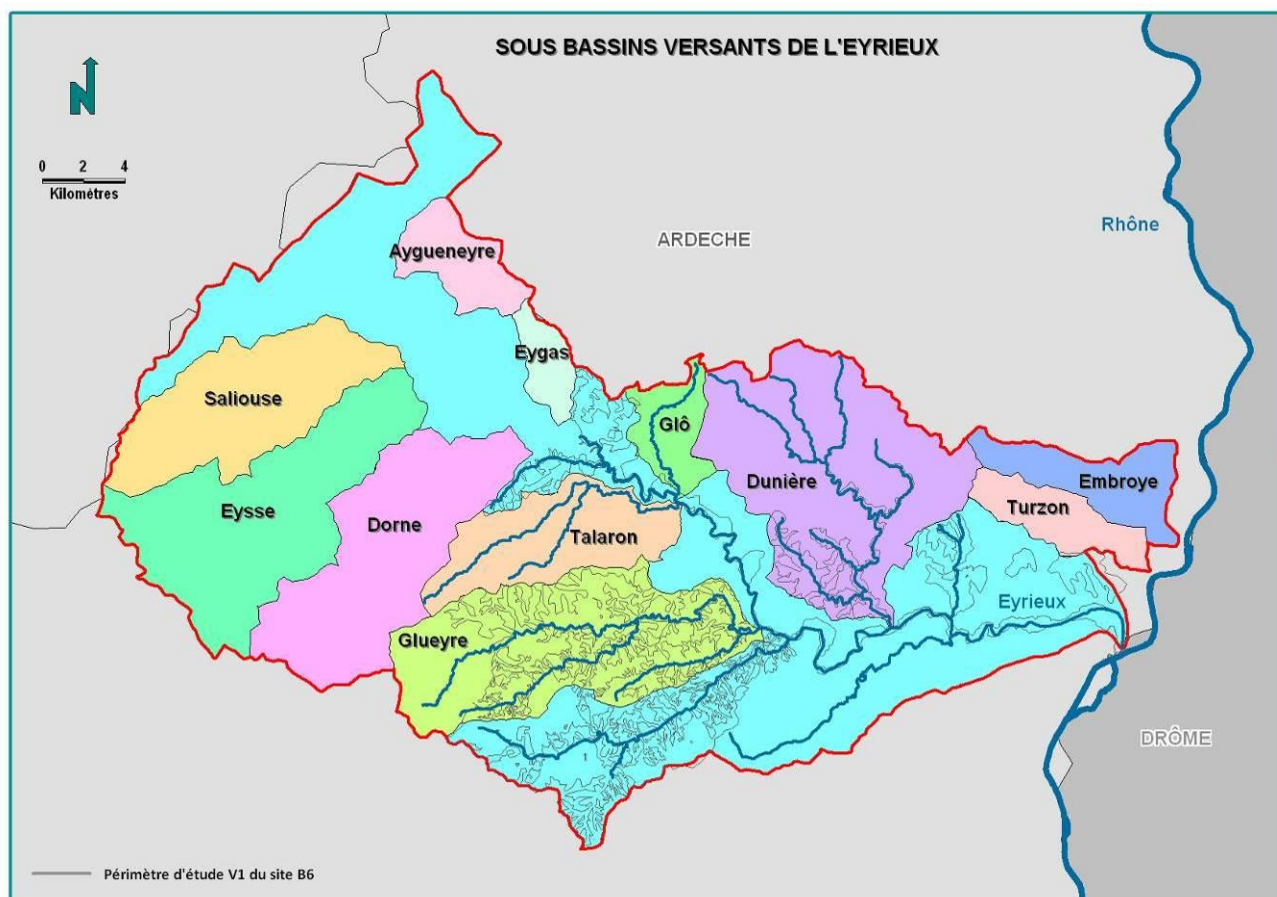 SOUS BASSINS VERSANTS DE L'EYRIEUX
N
0 2 4
Kilométres
Rhône
ARDECHE
Aygueneyre
Eygas
Saliouse
Glô
Dunière
Embroye
Turzon
Eysse
Dorne
Talaron
Eyrieux
Glueyre
DRÔME
Périmètre d'étude V1 du site B6